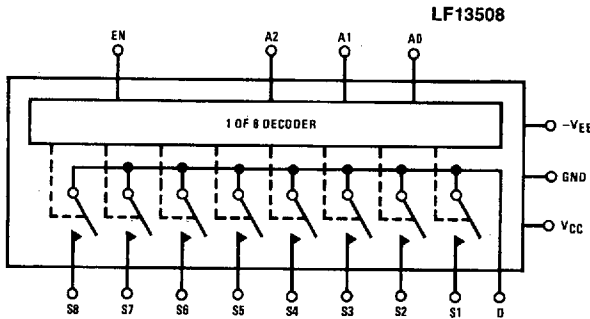 LF13508
EN A2 A1 A0
1 OF 8 DECODER
-VEE
GND
VCC
S8 S7 S6 S5 S4 S3 S2 S1 D